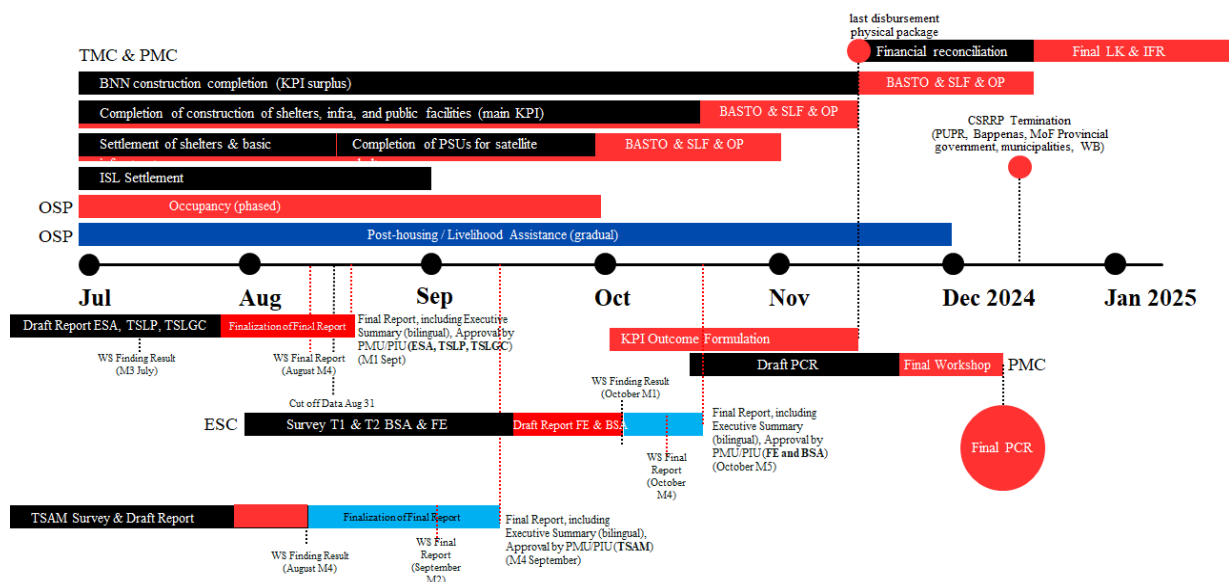 last disbursement
physical package
TMC & PMC
Financial reconciliation
Final LK & IFR
BNN construction completion (KPI surplus)
BASTO & SLF & OP
Completion of construction of shelters, infra, and public facilities (main KPI)
BASTO & SLF & OP
CSRRP Termination
(PUPR, Bappenas, MoF Provincial
government, municipalities, WB)
Settlement of shelters & basic
Completion of PSUs for satellite
BASTO & SLF & OP
ISL Settlement
OSP
Occupancy (phased)
OSP
Post-housing / Livelihood Assistance (gradual)
Jul
Aug
Sep
Oct
Nov
Dec 2024
Jan 2025
Draft Report ESA, TSLP, TSLGC
Finalization of Final Report
Final Report, including Executive
Summary (bilingual), Approval by
PMU/PIU(ESA, TSLP, TSLGC)
(M1 Sept)
WS Finding Result
(M3 July)
WS Final Report
(August M4)
Cut off Data Aug 31
KPI Outcome Formulation
Draft PCR
Final Workshop
PMC
WS Finding Result
(October M1)
ESC
Survey T1 & T2 BSA & FE
Draft Report FE & BSA
Final Report, including
Executive Summary
(bilingual), Approval by
PMU/PIU(FE and BSA)
(October M5)
Final PCR
WS Final
Report
(October
M4)
TSAM Survey & Draft Report
Finalization of Final Report
Final Report, including
Executive Summary (bilingual),
Approval by PMU/PIU(TSAM)
(M4 September)
WS Finding Result
(August M4)
WS Final
Report
(September
M2)